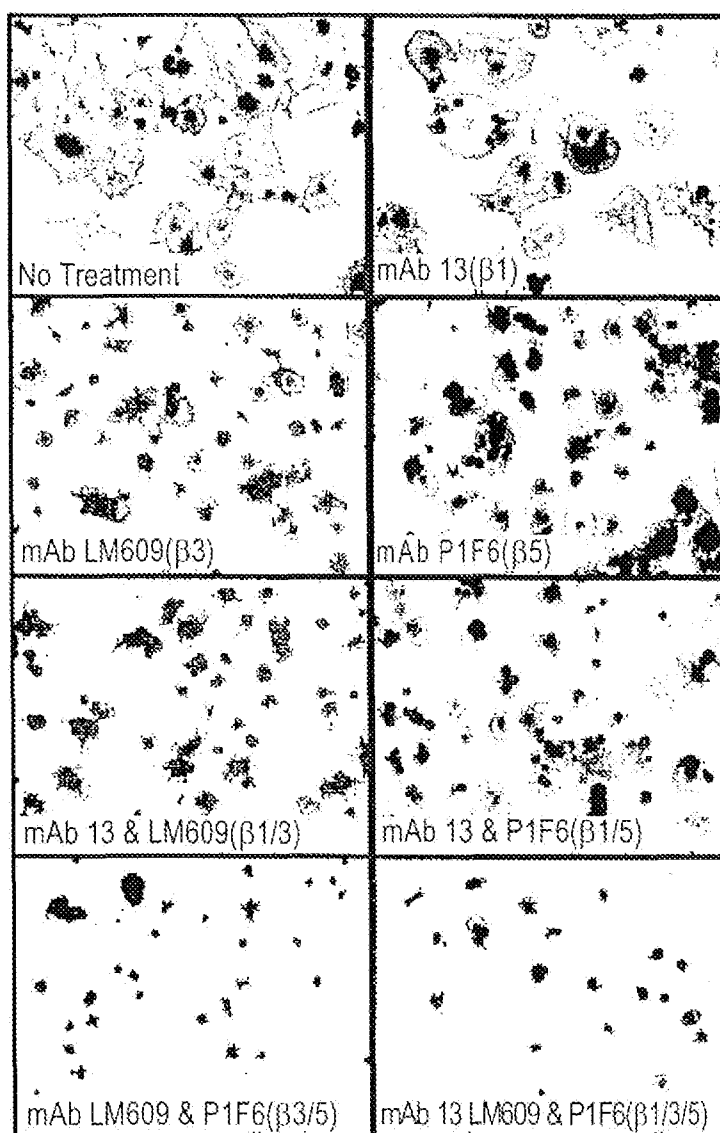 No Treatment
mAb 13(β1)
mAb LM609(β3)
mAb P1F6(β5)
mAb 13 & LM609(β1/3)
mAb 13 & P1F6(β1/5)
mAb LM609 & P1F6(β3/5)
mAb 13 LM609 & P1F6(β1/3/5)